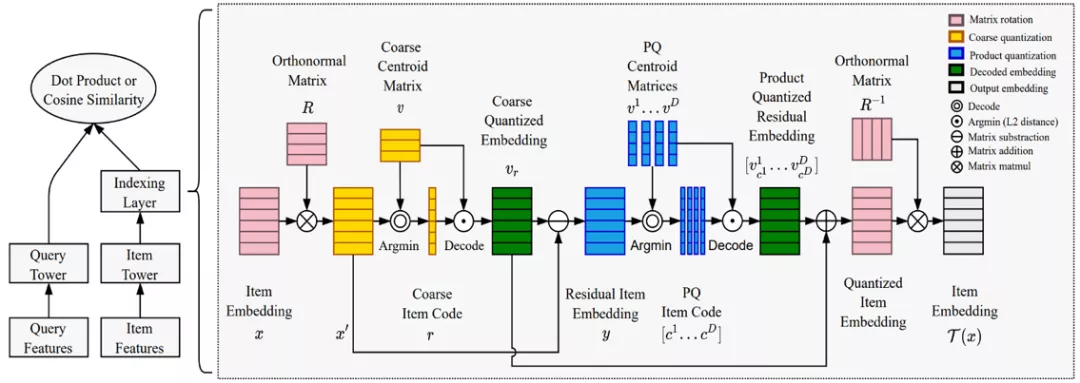 Dot Product or
Cosine Similarity
Indexing
Layer
Query
Tower
Item
Tower
Query
Features
Item
Features
Orthonormal
Matrix
R
Coarse
Centroid
Matrix
v
Coarse
Quantized
Embedding
v_r
PQ
Centroid
Matrices
v^1...v^D
Product
Quantized
Residual
Embedding
[v^1_{c^1}...v^D_{c^D}]
Orthonormal
Matrix
R^{-1}
Argmin
Decode
Argmin
Decode
Item
Embedding
x
x′
Coarse
Item Code
r
Residual Item
Embedding
y
PQ
Item Code
[c^1...c^D]
Quantized
Item
Embedding
Item
Embedding
𝒯(x)
Matrix rotation
Coarse quantization
Product quantization
Decoded embedding
Output embedding
Decode
Argmin (L2 distance)
Matrix substraction
Matrix addition
Matrix matmul